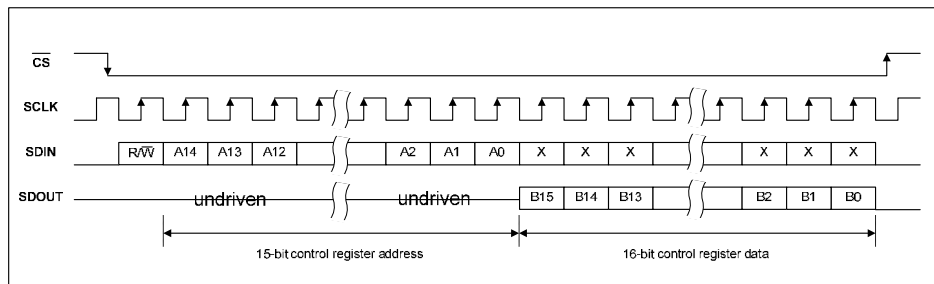 CS
SCLK
SDIN R/W A14 A13 A12 A2 A1 A0 X X X X X X
SDOUT undriven undriven B15 B14 B13 B2 B1 B0
15-bit control register address 16-bit control register data